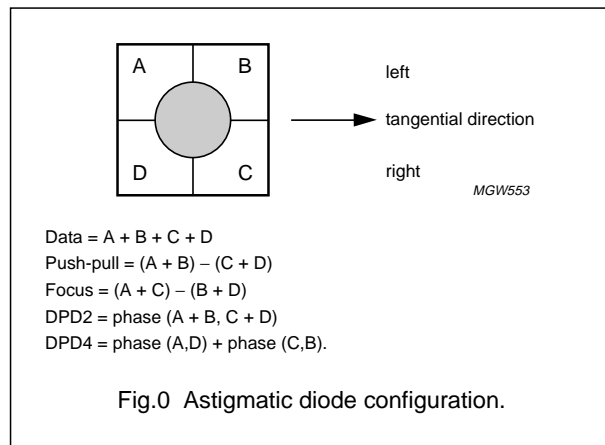 A B
left
tangential direction
D C
right
MGW553
Data = A + B + C + D
Push-pull = (A + B) − (C + D)
Focus = (A + C) − (B + D)
DPD2 = phase (A + B, C + D)
DPD4 = phase (A,D) + phase (C,B).
Fig.0 Astigmatic diode configuration.